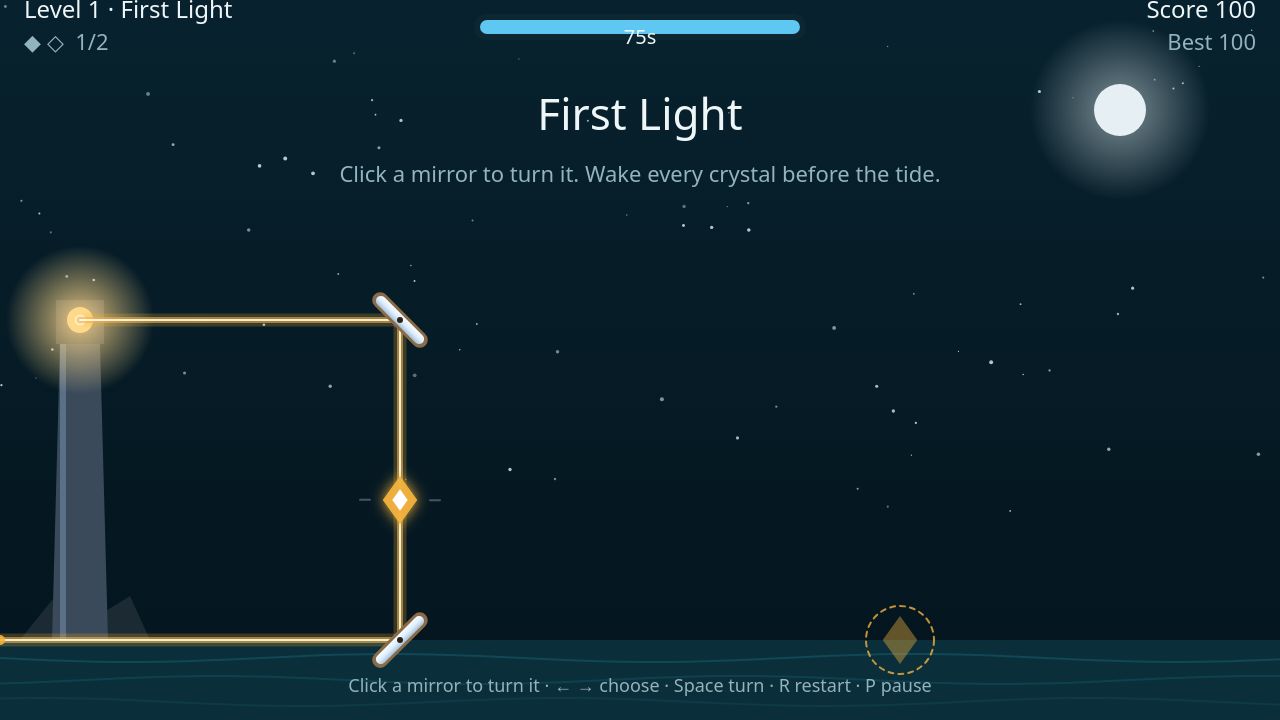 Level 1 · First Light
◆ ◇ 1/2
75s
Score 100
Best 100
First Light
Click a mirror to turn it. Wake every crystal before the tide.
Click a mirror to turn it · ← → choose · Space turn · R restart · P pause